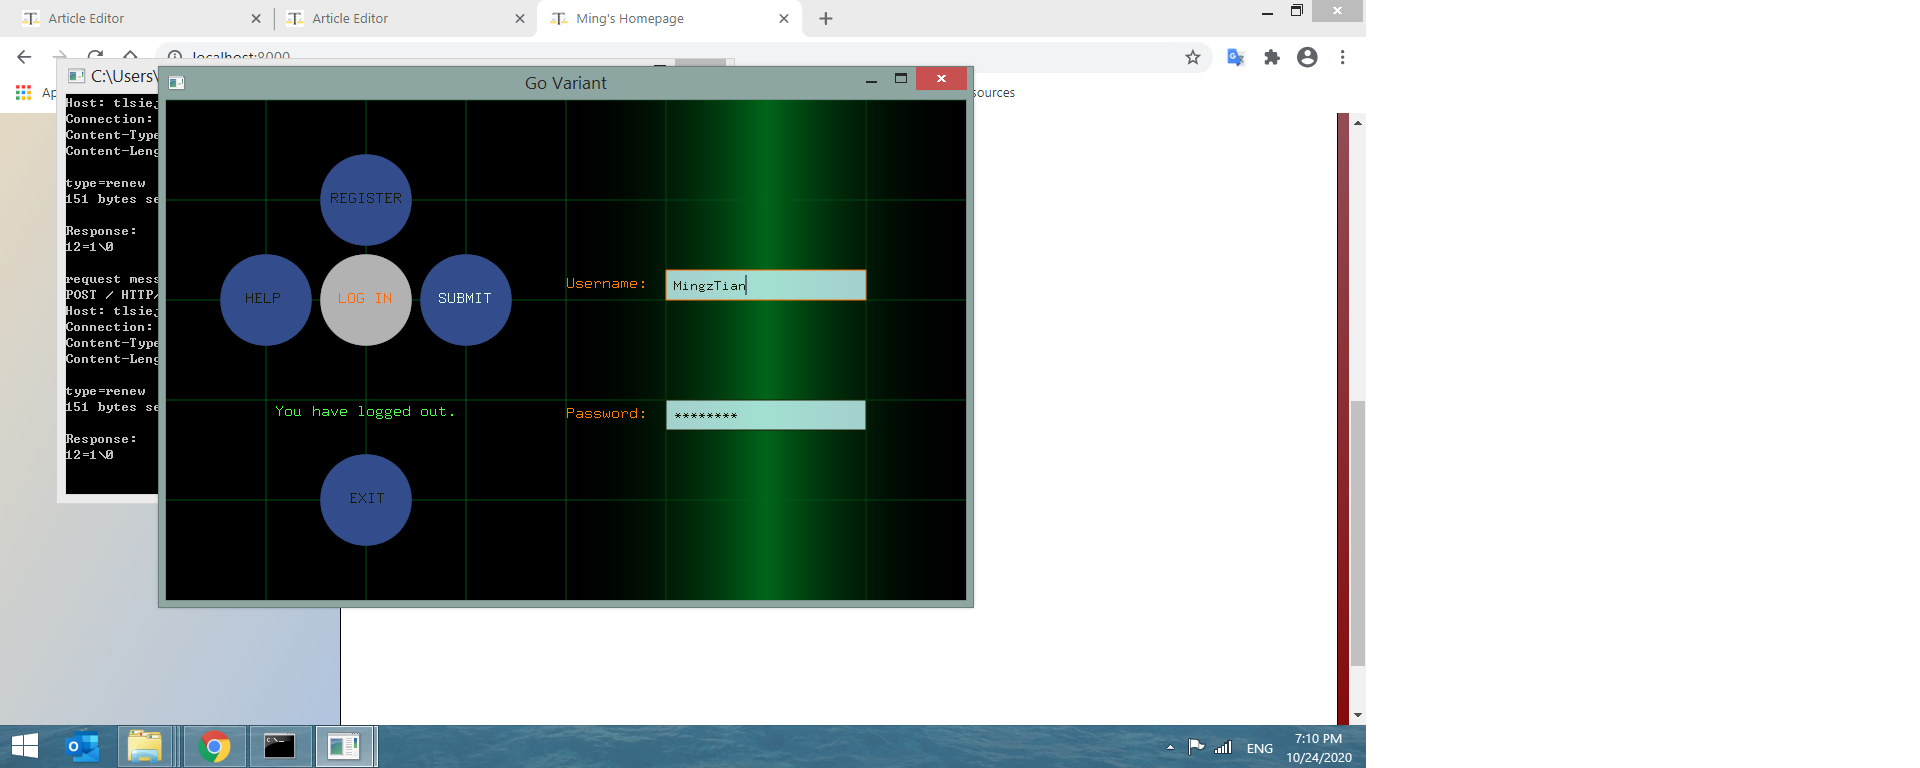 Article Editor
Article Editor
Ming's Homepage
localhost:8000
C:\Users\
Go Variant
Ap
sources
Host: tlsiej
Connection:
Content-Type
Content-Leng
type=renew
151 bytes se
Response:
12=1\0
request mess
POST / HTTP/
Host: tlsiej
Connection:
Content-Type
Content-Leng
type=renew
151 bytes se
Response:
12=1\0
REGISTER
HELP
LOG IN
SUBMIT
Username:
MingzTian
You have logged out.
Password:
********
EXIT
ENG
7:10 PM
10/24/2020